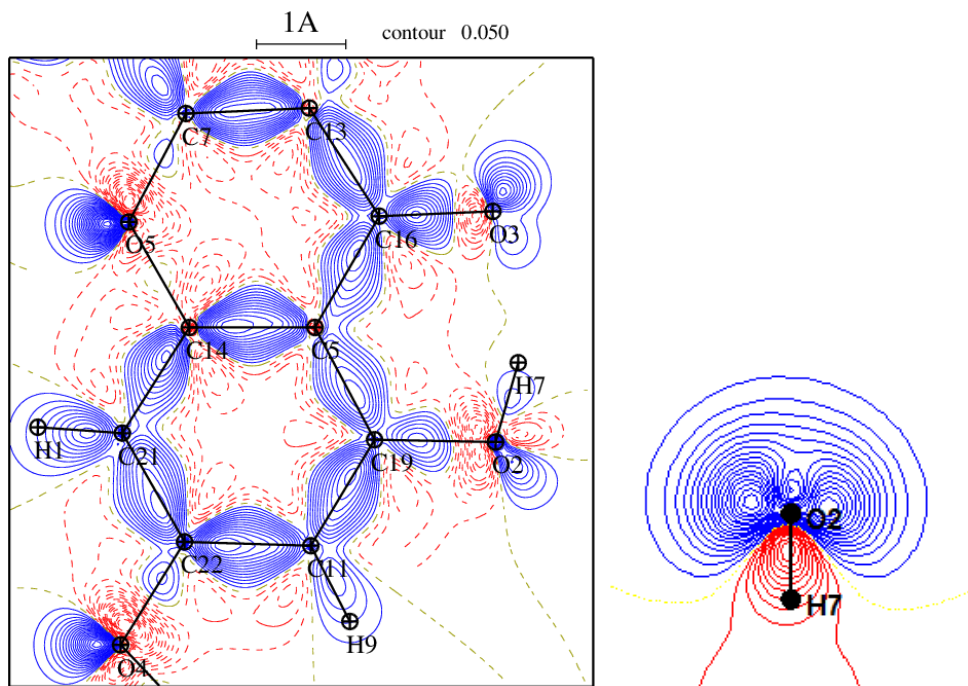 1A
contour 0.050
C7 C13
O5 C16 O3
C14 C5
H7
H1 C21 C19 O2
O2
C22 C11
H7
O4 H9